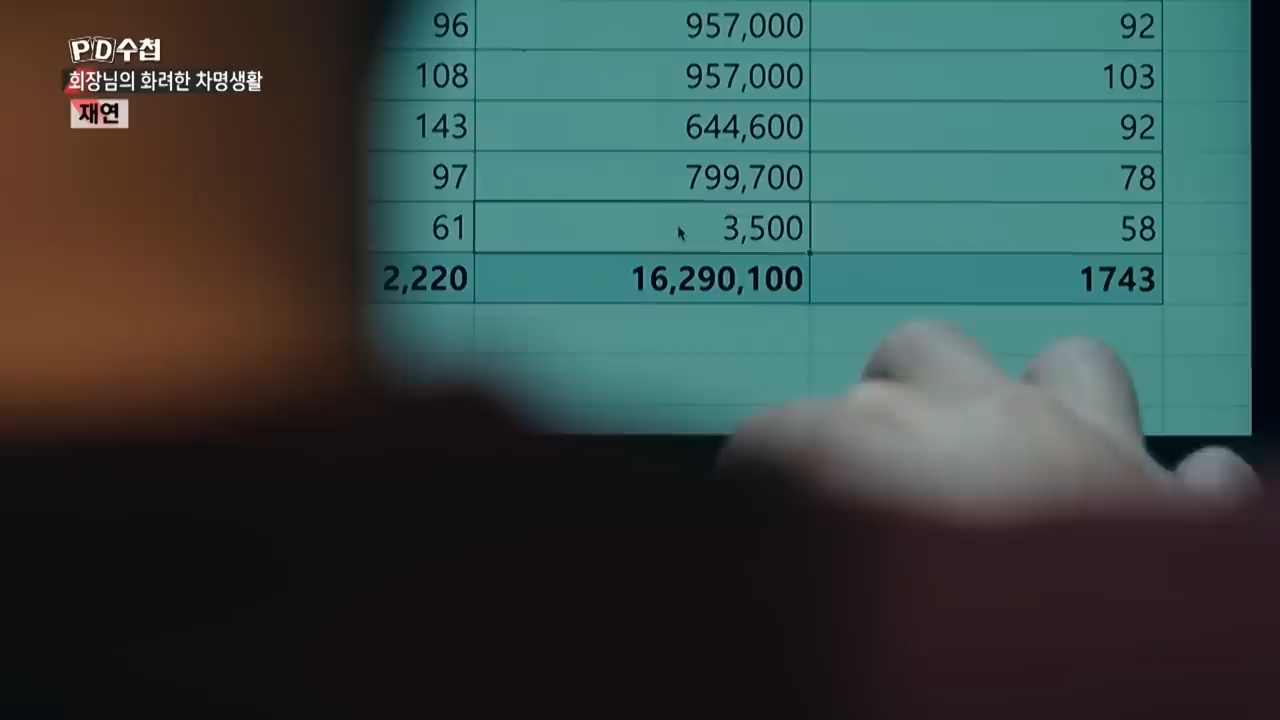 PD수첩
회장님의 화려한 차명생활
재연
96 957,000 92
108 957,000 103
143 644,600 92
97 799,700 78
61 3,500 58
2,220 16,290,100 1743